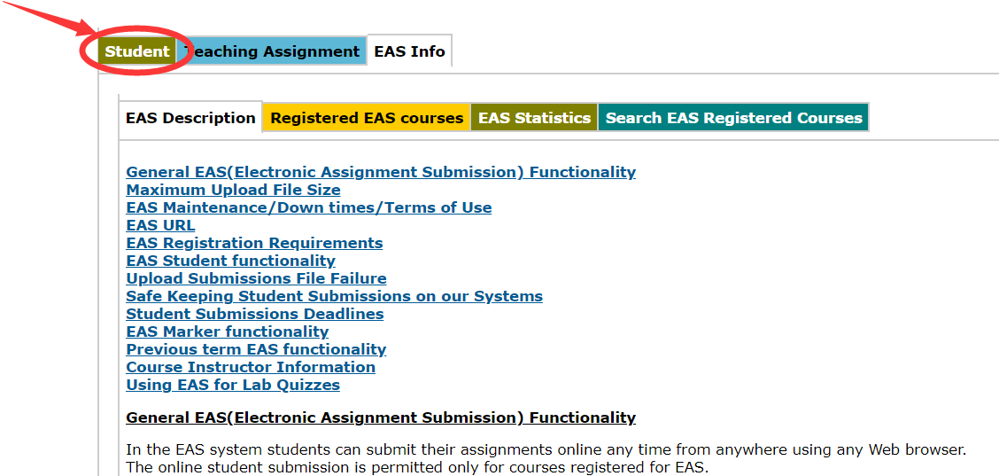 Student Teaching Assignment EAS Info
EAS Description Registered EAS courses EAS Statistics Search EAS Registered Courses
General EAS(Electronic Assignment Submission) Functionality
Maximum Upload File Size
EAS Maintenance/Down times/Terms of Use
EAS URL
EAS Registration Requirements
EAS Student functionality
Upload Submissions File Failure
Safe Keeping Student Submissions on our Systems
Student Submissions Deadlines
EAS Marker functionality
Previous term EAS functionality
Course Instructor Information
Using EAS for Lab Quizzes
General EAS(Electronic Assignment Submission) Functionality
In the EAS system students can submit their assignments online any time from anywhere using any Web browser.
The online student submission is permitted only for courses registered for EAS.